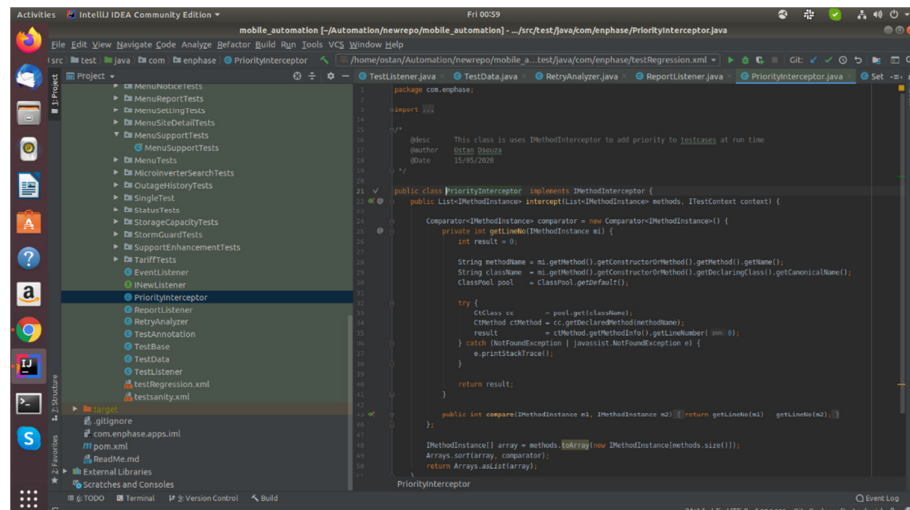 Activities IntelliJ IDEA Community Edition Fri 00:59
mobile_automation [~/Automation/newrepo/mobile_automation] - .../src/test/java/com/enphase/PriorityInterceptor.java
File Edit View Navigate Code Analyze Refactor Build Run Tools VCS Window Help
src test java com enphase PriorityInterceptor /home/ostan/Automation/newrepo/mobile_a...test/java/com/enphase/testRegression.xml Git:
Project TestListener.java TestData.java RetryAnalyzer.java ReportListener.java PriorityInterceptor.java Set
1: Project
MenuNoticeTests
MenuReportTests
MenuSettingTests
MenuSiteDetailTests
MenuSupportTests
MenuSupportTests
MenuTests
MicroinverterSearchTests
OutageHistoryTests
SingleTest
StatusTests
StorageCapacityTests
StormGuardTests
SupportEnhancementTests
TariffTests
EventListener
INewListener
PriorityInterceptor
ReportListener
RetryAnalyzer
TestAnnotation
TestBase
TestData
TestListener
testRegression.xml
testsanity.xml
target
.gitignore
com.enphase.apps.iml
pom.xml
ReadMe.md
External Libraries
Scratches and Consoles
2: Structure
2: Favorites
package com.enphase;
import ...
/*
@desc This class is uses IMethodInterceptor to add priority to testcases at run time
@author Ostan Dsouza
@Date 15/05/2020
*/
public class PriorityInterceptor implements IMethodInterceptor {
public List<IMethodInstance> intercept(List<IMethodInstance> methods, ITestContext context) {
Comparator<IMethodInstance> comparator = new Comparator<IMethodInstance>() {
private int getLineNo(IMethodInstance mi) {
int result = 0;
String methodName = mi.getMethod().getConstructorOrMethod().getMethod().getName();
String className = mi.getMethod().getConstructorOrMethod().getDeclaringClass().getCanonicalName();
ClassPool pool = ClassPool.getDefault();
try {
CtClass cc = pool.get(className);
CtMethod ctMethod = cc.getDeclaredMethod(methodName);
result = ctMethod.getMethodInfo().getLineNumber( pos: 0);
} catch (NotFoundException | javassist.NotFoundException e) {
e.printStackTrace();
}
return result;
}
public int compare(IMethodInstance m1, IMethodInstance m2) { return getLineNo(m1) - getLineNo(m2); }
};
IMethodInstance[] array = methods.toArray(new IMethodInstance[methods.size()]);
Arrays.sort(array, comparator);
return Arrays.asList(array);
}
PriorityInterceptor
6: TODO Terminal 9: Version Control Build Event Log